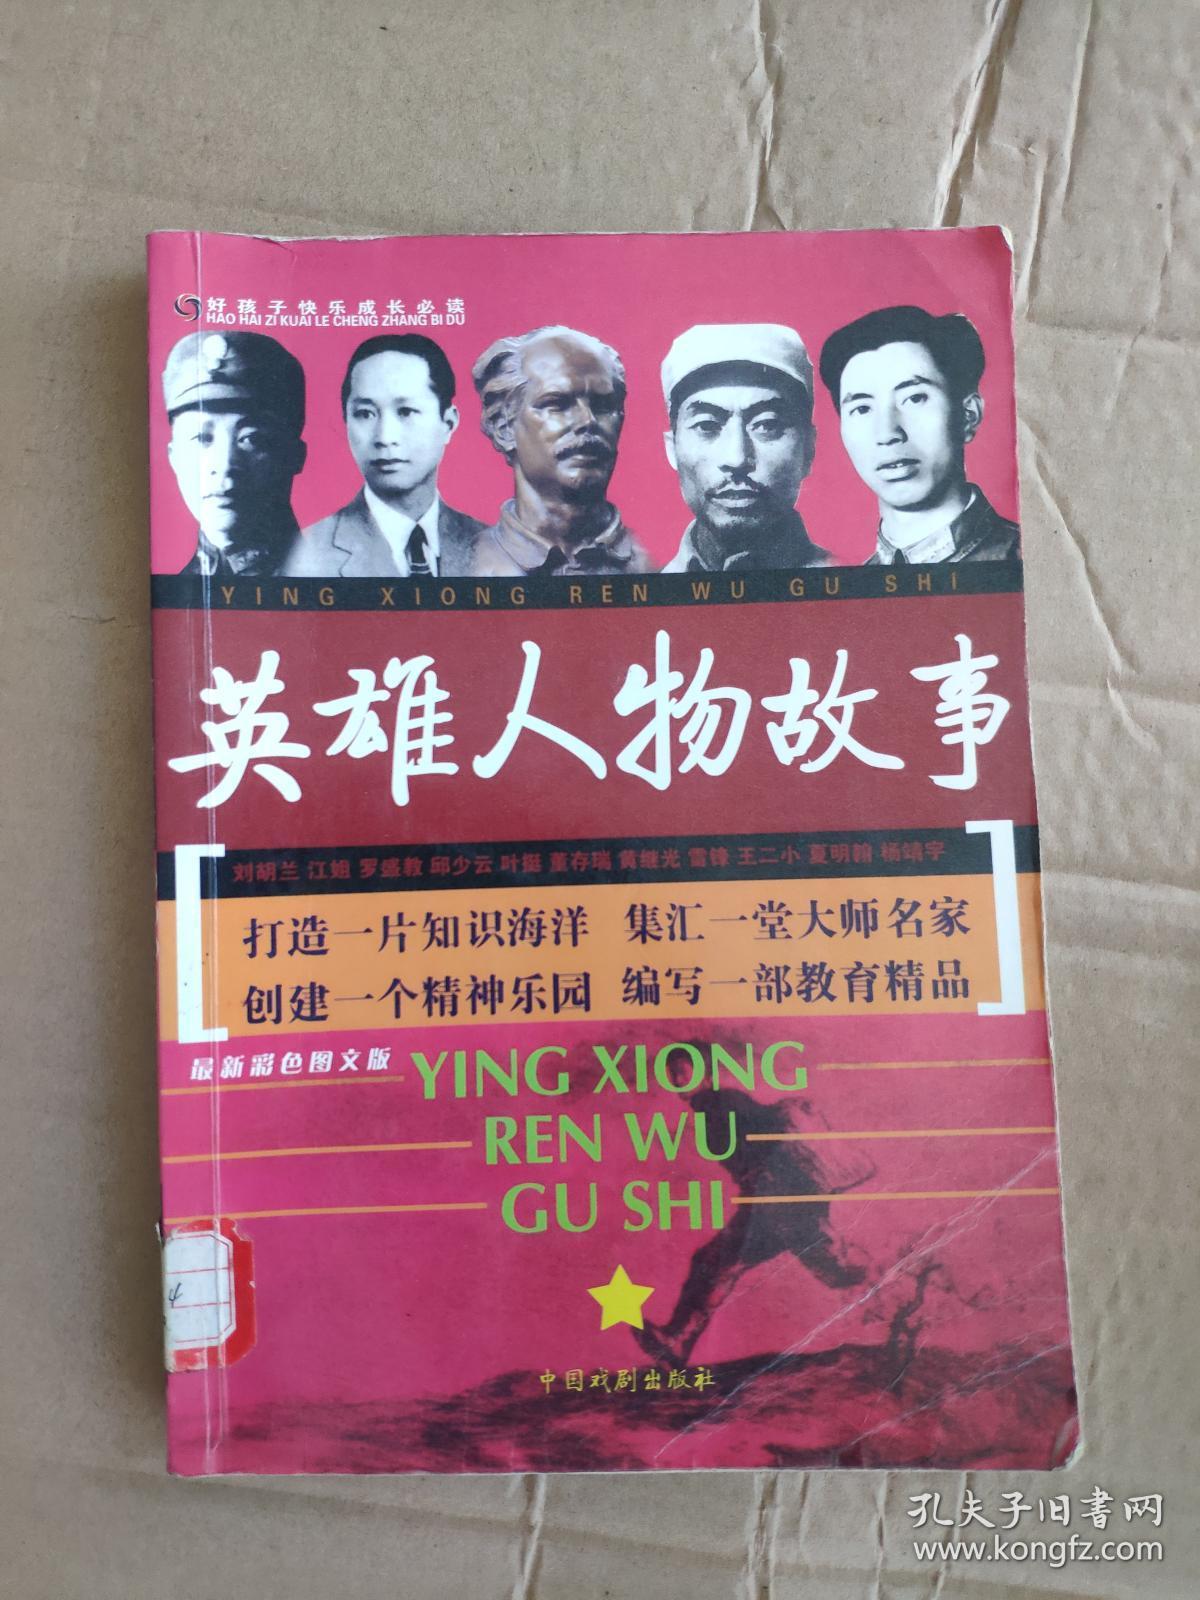 好孩子快乐成长必读
HAO HAI ZI KUAI LE CHENG ZHANG BI DU
YING XIONG REN WU GU SHI
英雄人物故事
刘胡兰 江姐 罗盛教 邱少云 叶挺 董存瑞 黄继光 雷锋 王二小 夏明翰 杨靖宇
打造一片知识海洋 集汇一堂大师名家
创建一个精神乐园 编写一部教育精品
最新彩色图文版
YING XIONG
REN WU
GU SHI
中国戏剧出版社
4
孔夫子旧书网
www.kongfz.com